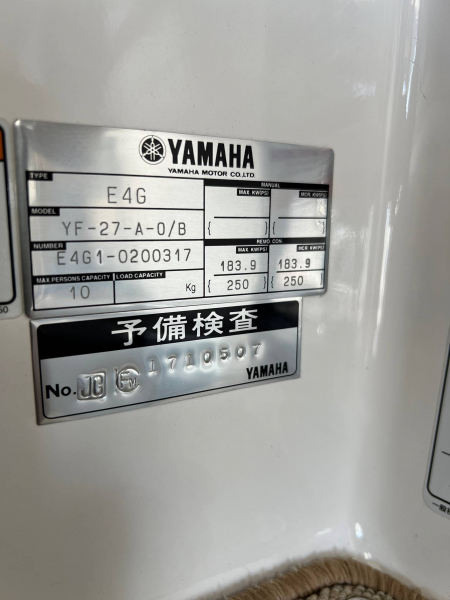 YAMAHA
YAMAHA MOTOR CO.,LTD.
TYPE
E4G
MODEL
YF-27-A-0/B
NUMBER
E4G1-0200317
MAX PERSONS CAPACITY
10
LOAD CAPACITY
Kg
MANUAL
MAX. KW(PS)
MCR KW(PS)
REMO. CON.
MAX. KW(PS)
MCR KW(PS)
183.9
183.9
( 250 )
( 250 )
予備検査
No. JG 1710507
YAMAHA